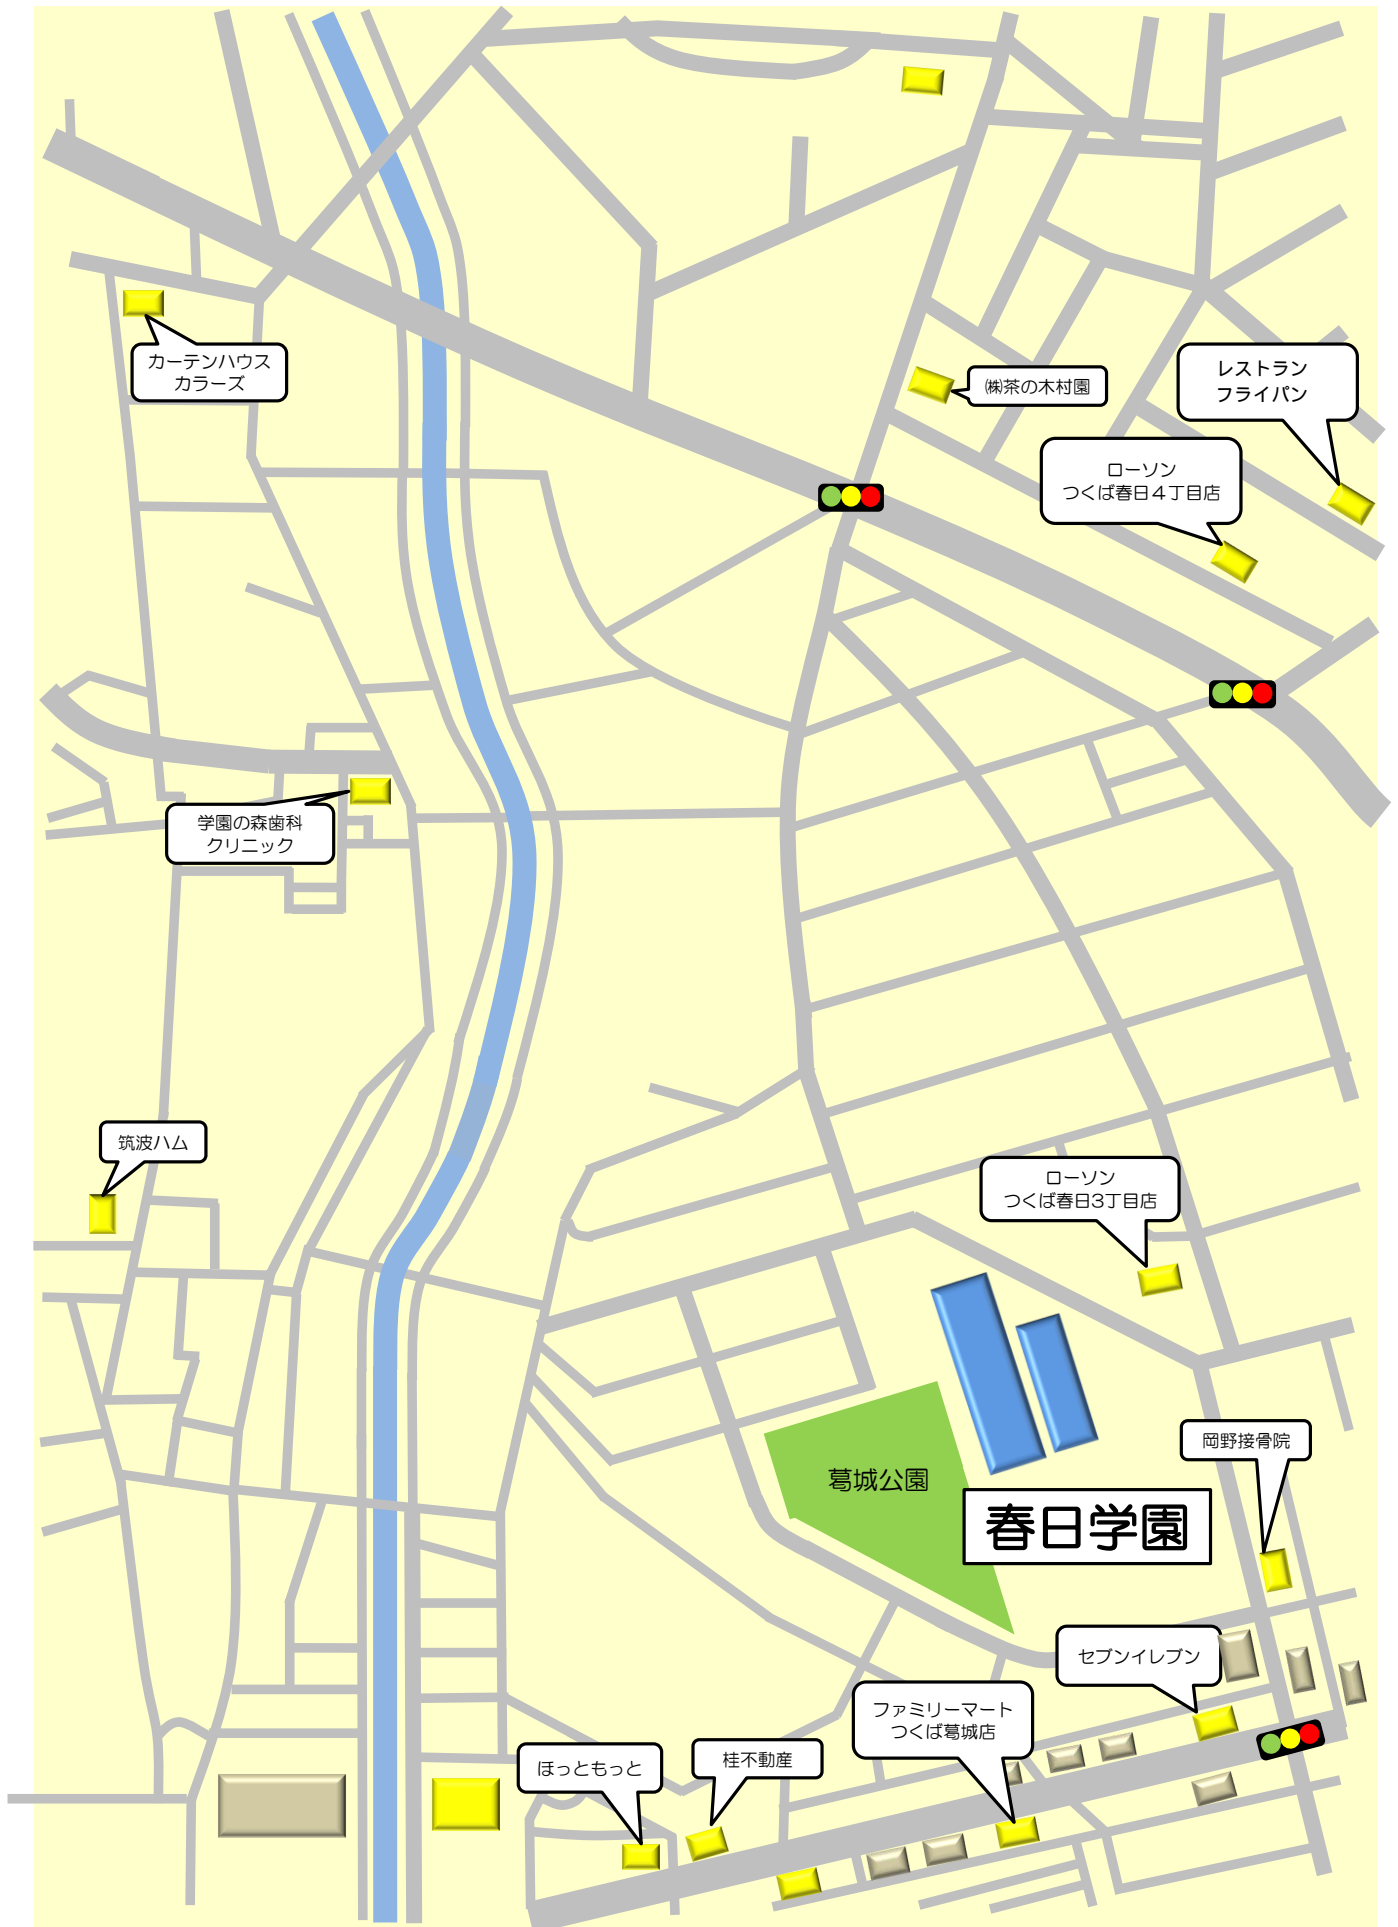 カーテンハウス
カラーズ
㈱茶の木村園
レストラン
フライパン
ローソン
つくば春日４丁目店
学園の森歯科
クリニック
筑波ハム
ローソン
つくば春日3丁目店
岡野接骨院
葛城公園
春日学園
セブンイレブン
ファミリーマート
つくば葛城店
桂不動産
ほっともっと